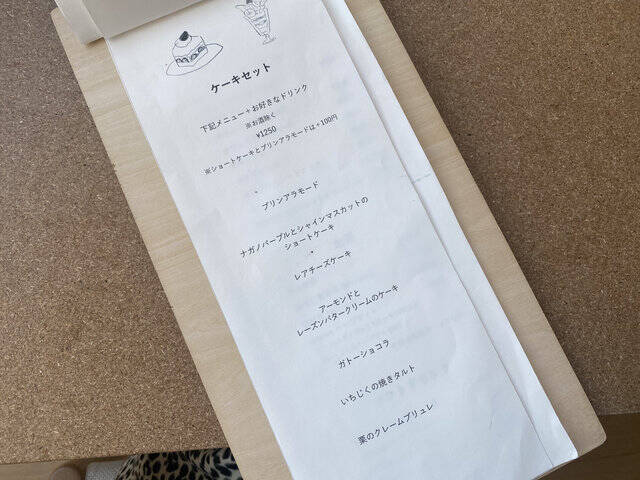 ケーキセット
下記メニュー+お好きなドリンク
※お酒除く
¥1250
※ショートケーキとプリンアラモードは+100円
プリンアラモード
ナガノパープルとシャインマスカットの
ショートケーキ
レアチーズケーキ
アーモンドと
レーズンバタークリームのケーキ
ガトーショコラ
いちじくの焼きタルト
栗のクレームブリュレ